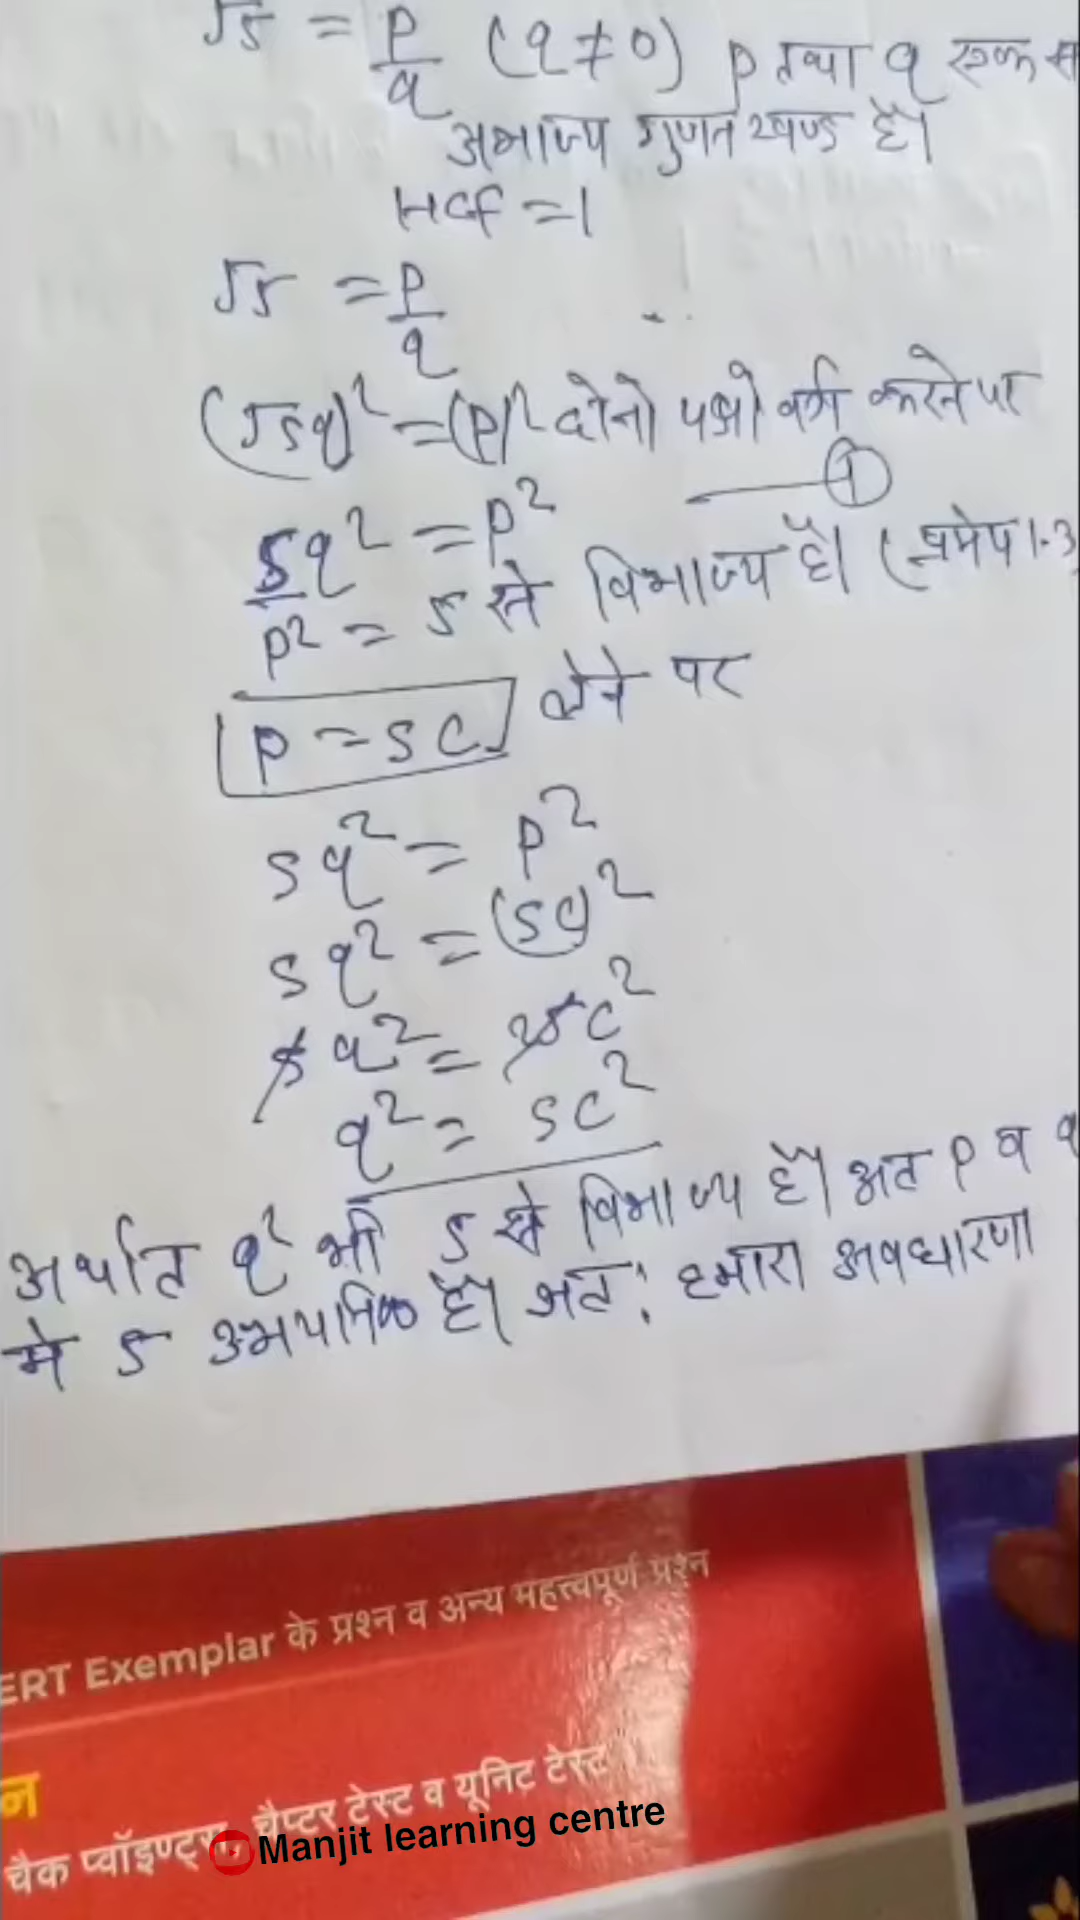 √5 = p/q (q≠0) p तथा q
अभाज्य गुणनखण्ड है।
HCF = 1
√5 = p/q
(√5q)² = (p)² दोनो पक्षो वर्ग करने पर
5q² = p² ——— ①
p² = 5 से विभाज्य है। (प्रमेय 1.3
p = 5c लेने पर
5q² = p²
5q² = (5c)²
5q² = 25c²
q² = 5c²
अर्थात q² भी 5 से विभाज्य है। अत p व q
मे 5 उभयनिष्ठ है। अत: हमारा अवधारणा
ERT Exemplar के प्रश्न व अन्य महत्त्वपूर्ण प्रश्न
न
चैक प्वॉइण्ट्स, चैप्टर टेस्ट व यूनिट टेस्ट
Manjit learning centre